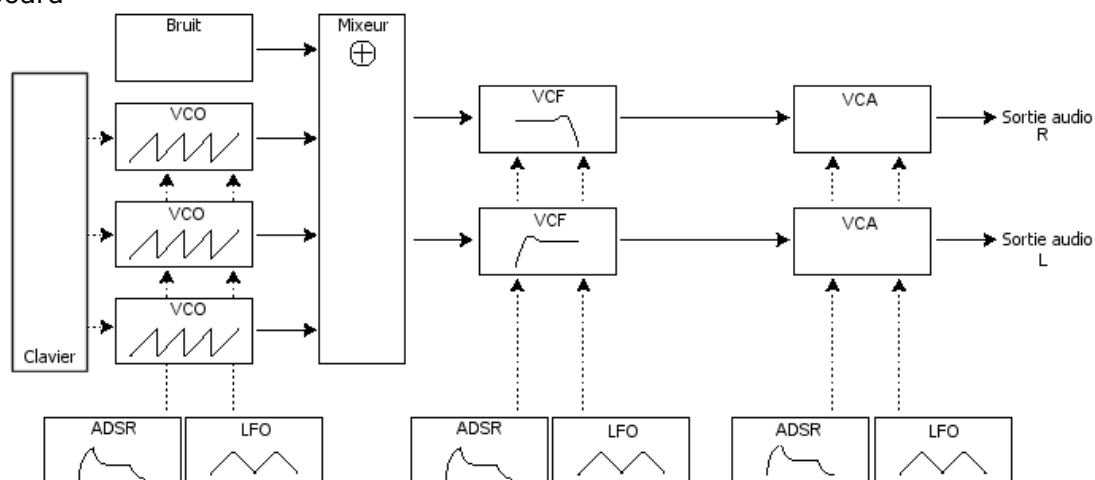 Bruit
Mixeur
VCO
VCF
VCA
Sortie audio
R
VCO
VCF
VCA
Sortie audio
L
VCO
Clavier
ADSR
LFO
ADSR
LFO
ADSR
LFO